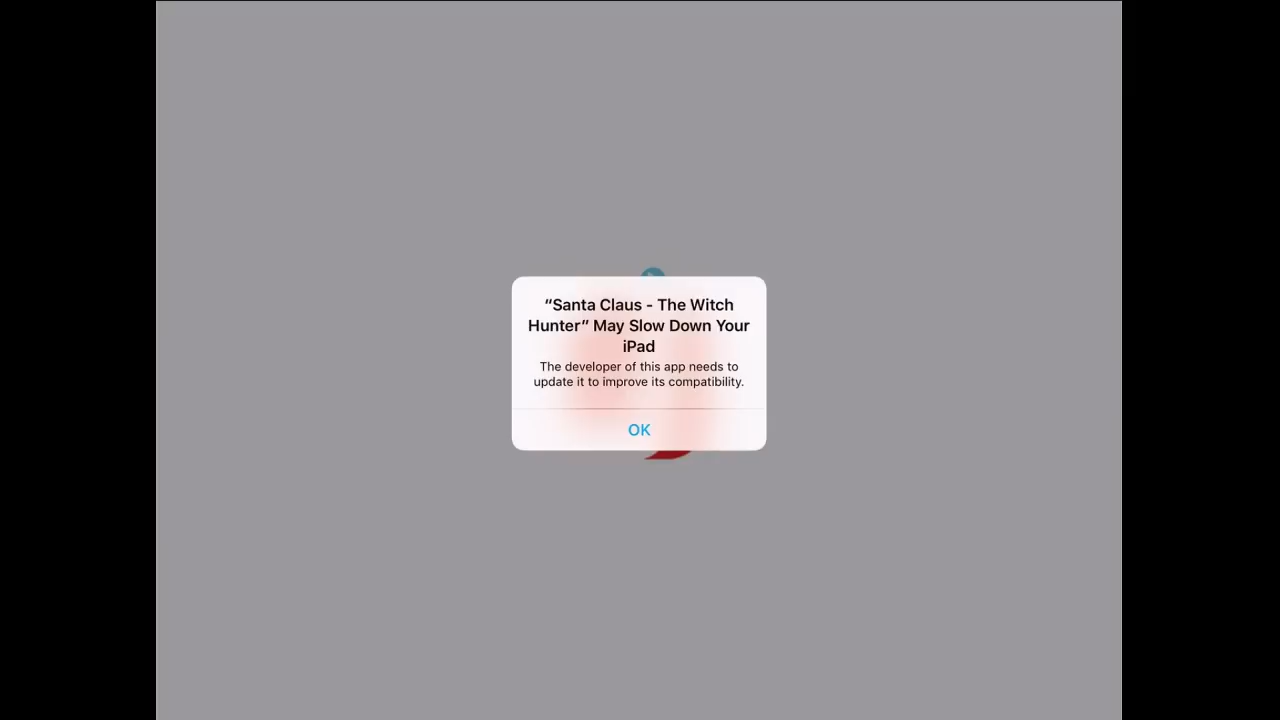 “Santa Claus - The Witch
Hunter” May Slow Down Your
iPad
The developer of this app needs to
update it to improve its compatibility.
OK